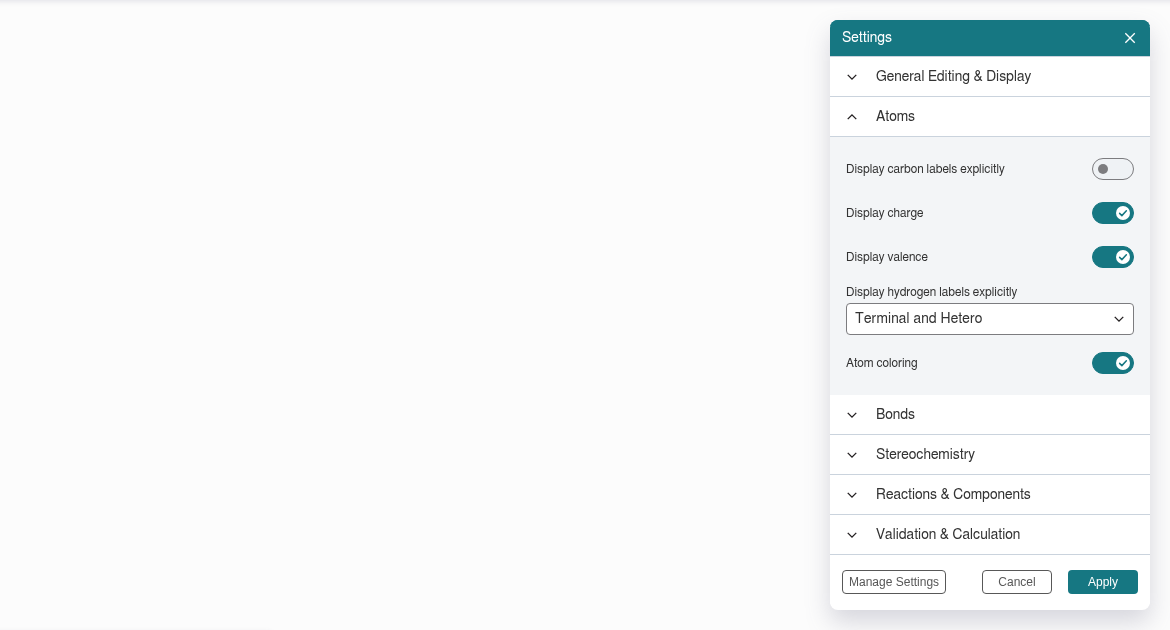 Settings
General Editing & Display
Atoms
Display carbon labels explicitly
Display charge
Display valence
Display hydrogen labels explicitly
Terminal and Hetero
Atom coloring
Bonds
Stereochemistry
Reactions & Components
Validation & Calculation
Manage Settings Cancel Apply